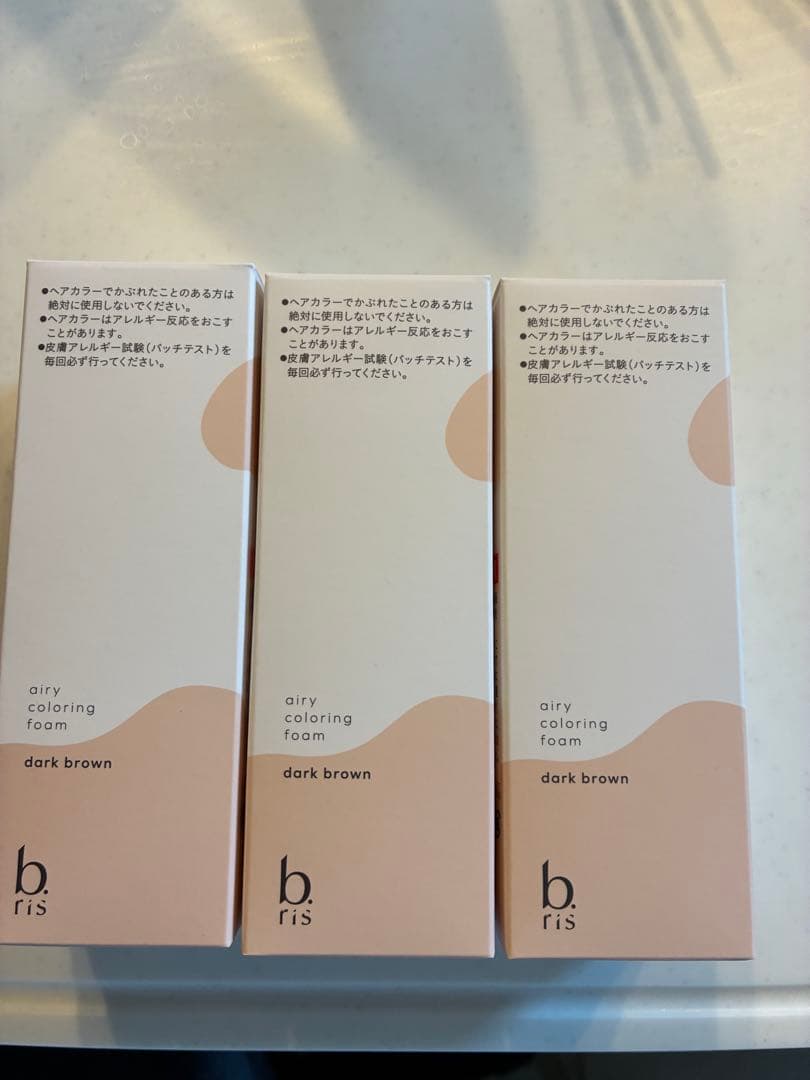 ●ヘアカラーでかぶれたことのある方は
絶対に使用しないでください。
●ヘアカラーはアレルギー反応をおこす
ことがあります。
●皮膚アレルギー試験(パッチテスト)を
毎回必ず行ってください。
airy
coloring
foam
dark brown
b.
ris
●ヘアカラーでかぶれたことのある方は
絶対に使用しないでください。
●ヘアカラーはアレルギー反応をおこす
ことがあります。
●皮膚アレルギー試験(パッチテスト)を
毎回必ず行ってください。
airy
coloring
foam
dark brown
b.
ris
●ヘアカラーでかぶれたことのある方は
絶対に使用しないでください。
●ヘアカラーはアレルギー反応をおこす
ことがあります。
●皮膚アレルギー試験(パッチテスト)を
毎回必ず行ってください。
airy
coloring
foam
dark brown
b.
ris